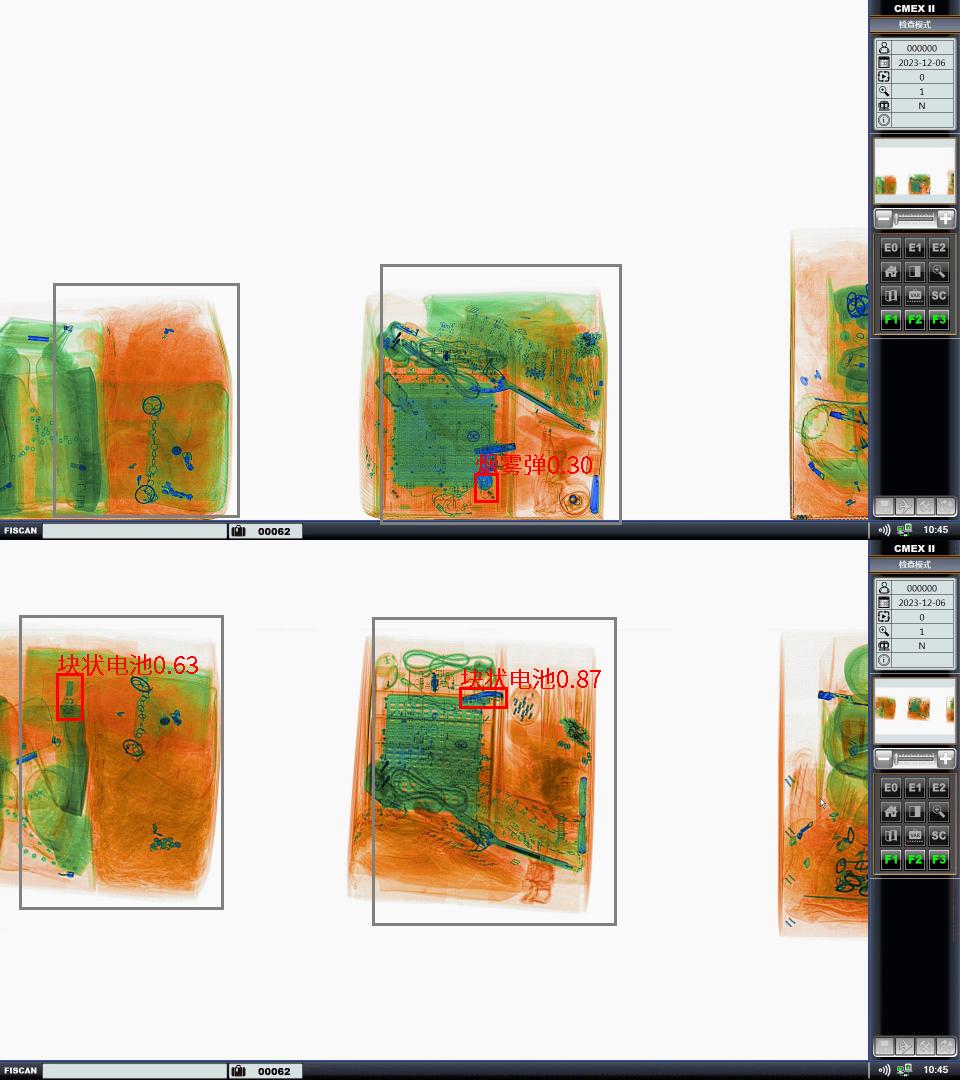 CMEX II
检查模式
000000
2023-12-06
0
1
N
E0 E1 E2
VAR SC
F1 F2 F3
烟雾弹0.30
FISCAN
00062
10:45
CMEX II
检查模式
000000
2023-12-06
0
1
N
块状电池0.63
块状电池0.87
E0 E1 E2
VAR SC
F1 F2 F3
FISCAN
00062
10:45